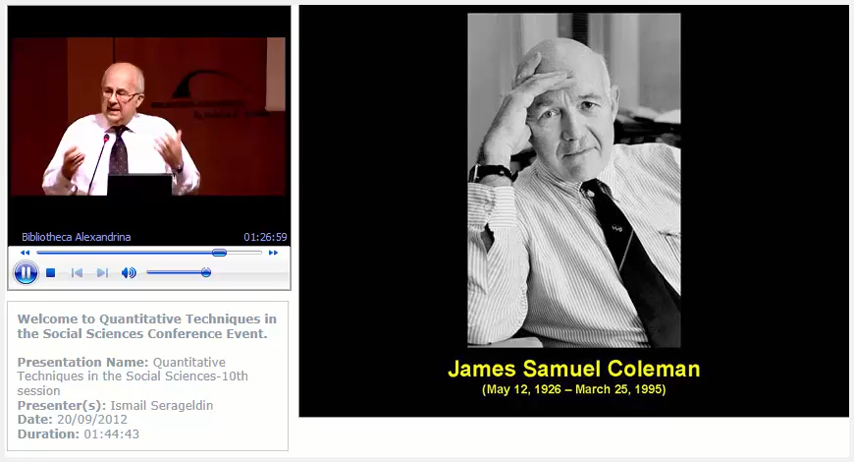 Bibliotheca Alexandrina
01:26:59
Welcome to Quantitative Techniques in
the Social Sciences Conference Event.
Presentation Name: Quantitative
Techniques in the Social Sciences-10th
session
Presenter(s): Ismail Serageldin
Date: 20/09/2012
Duration: 01:44:43
James Samuel Coleman
(May 12, 1926 – March 25, 1995)